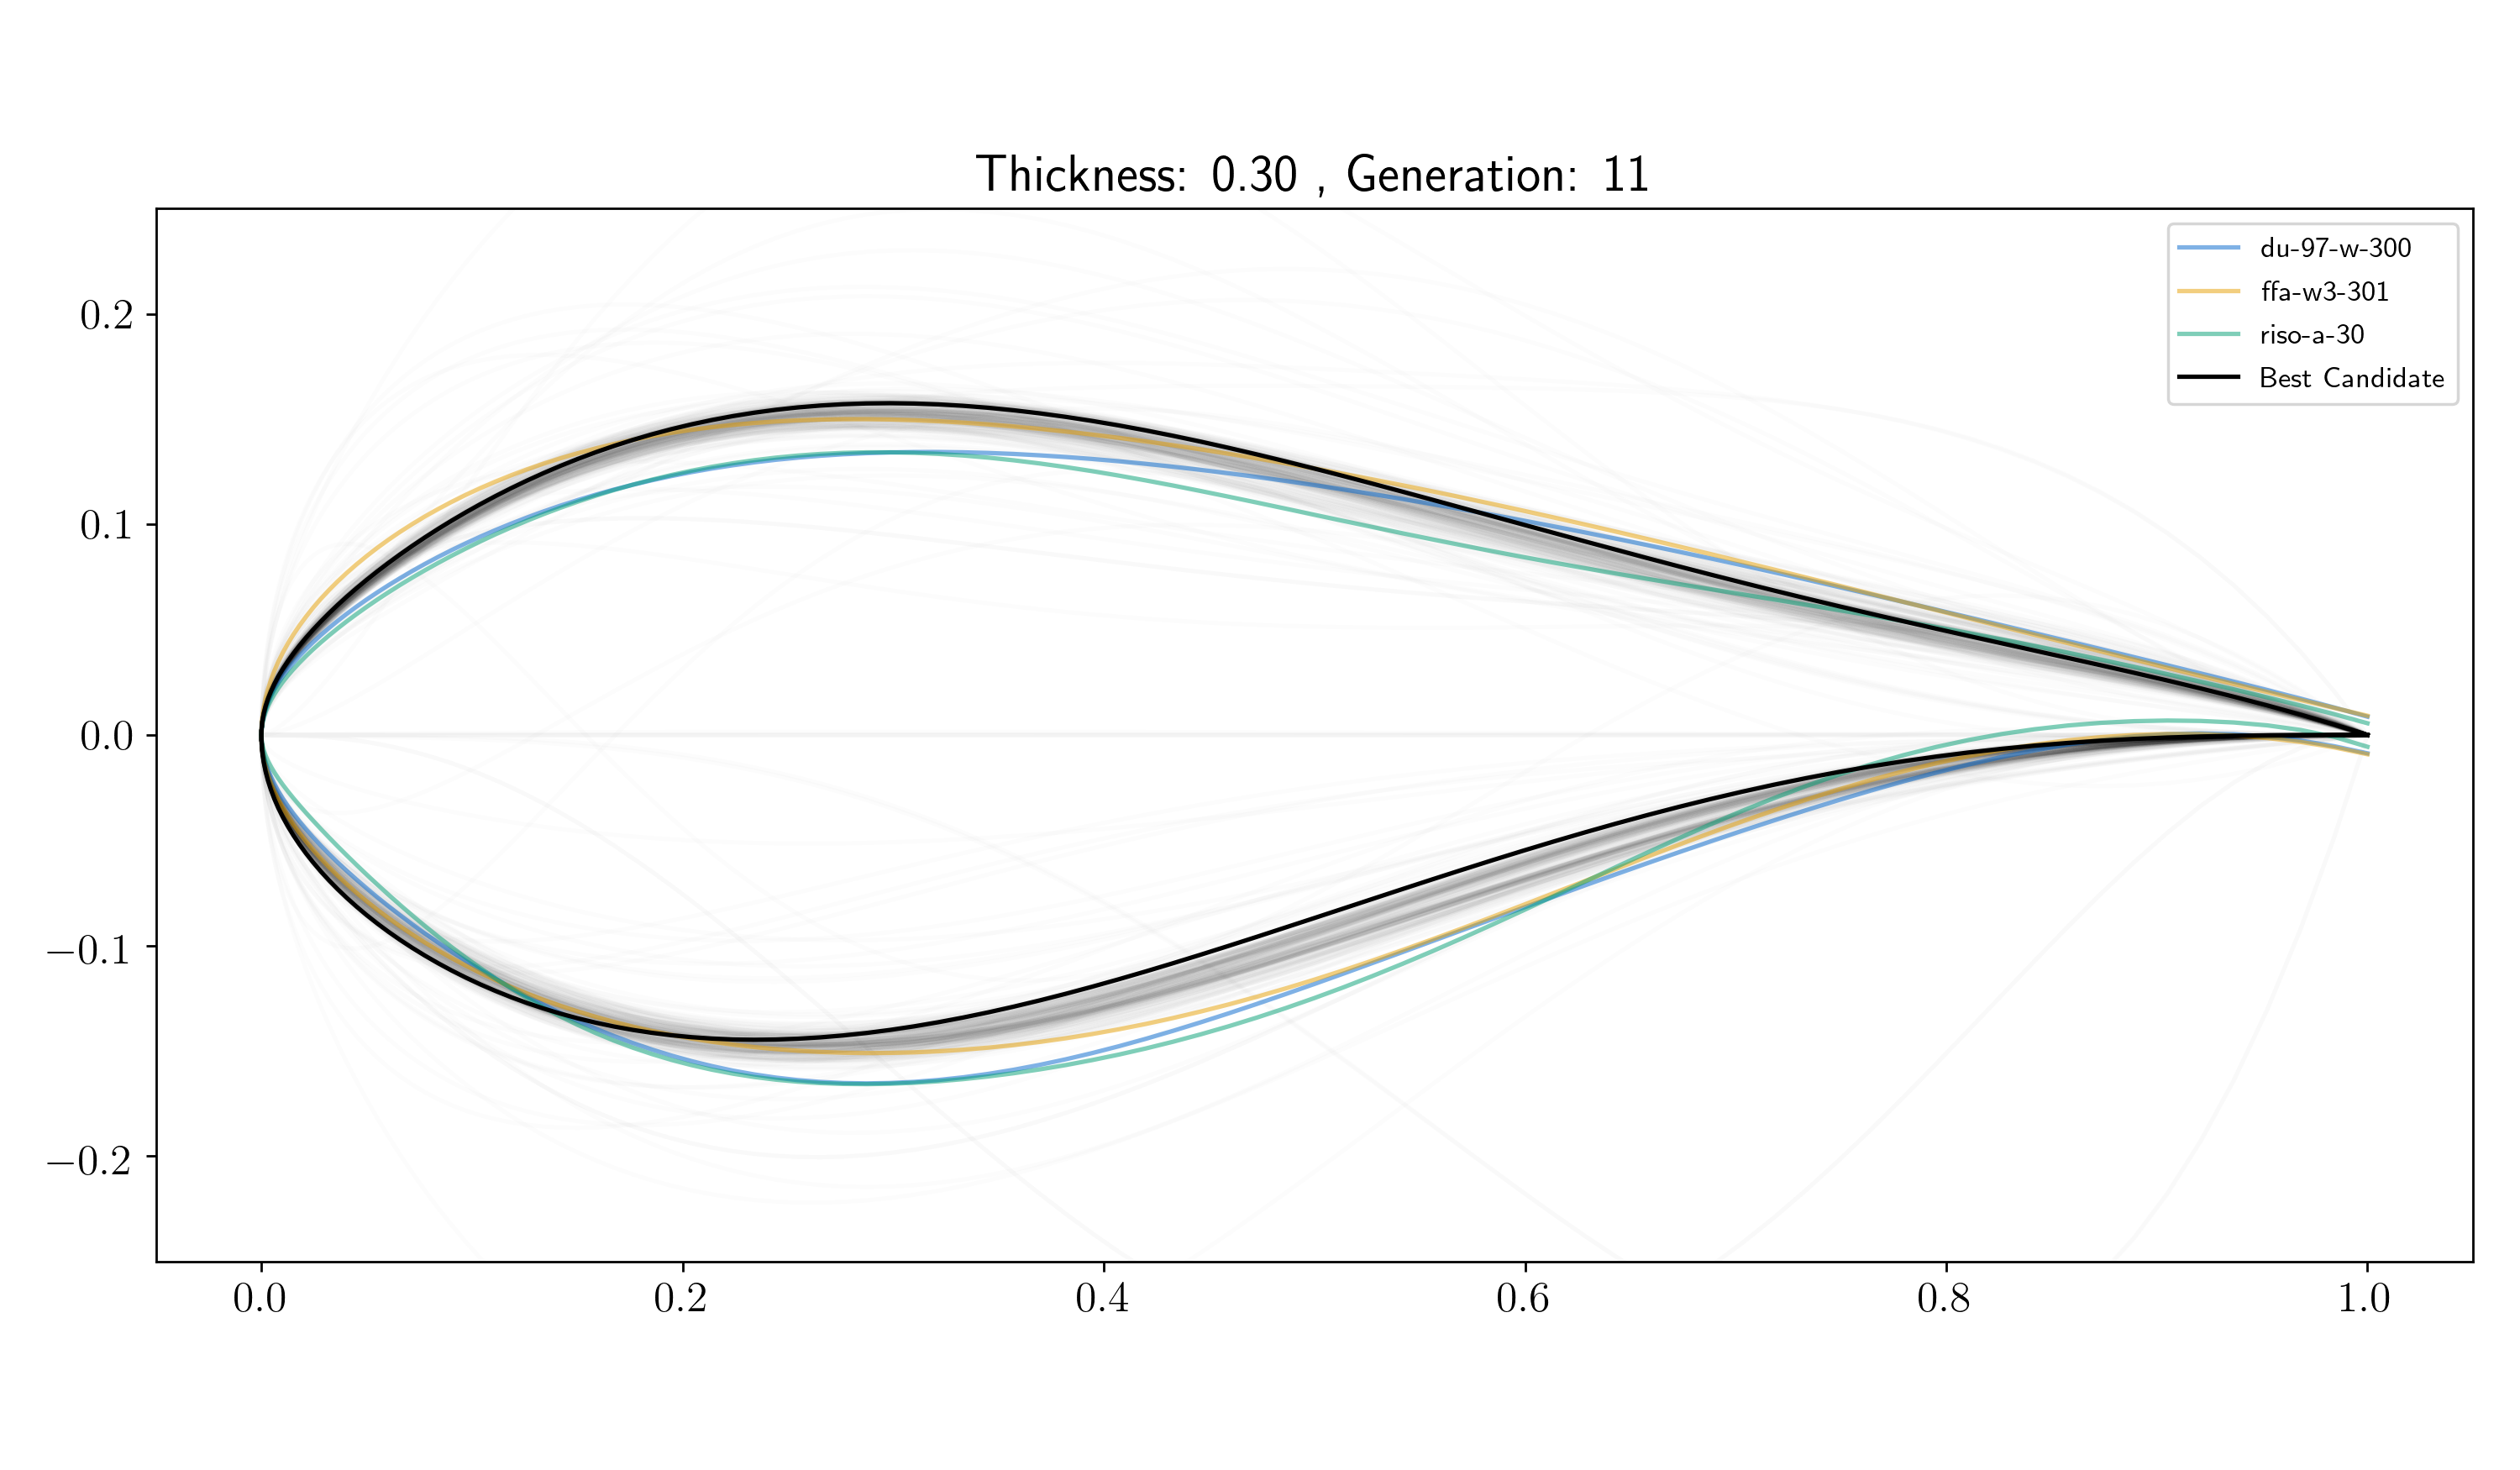 Thickness: 0.30 , Generation: 11
du-97-w-300
ffa-w3-301
riso-a-30
Best Candidate
0.2
0.1
0.0
−0.1
−0.2
0.0 0.2 0.4 0.6 0.8 1.0